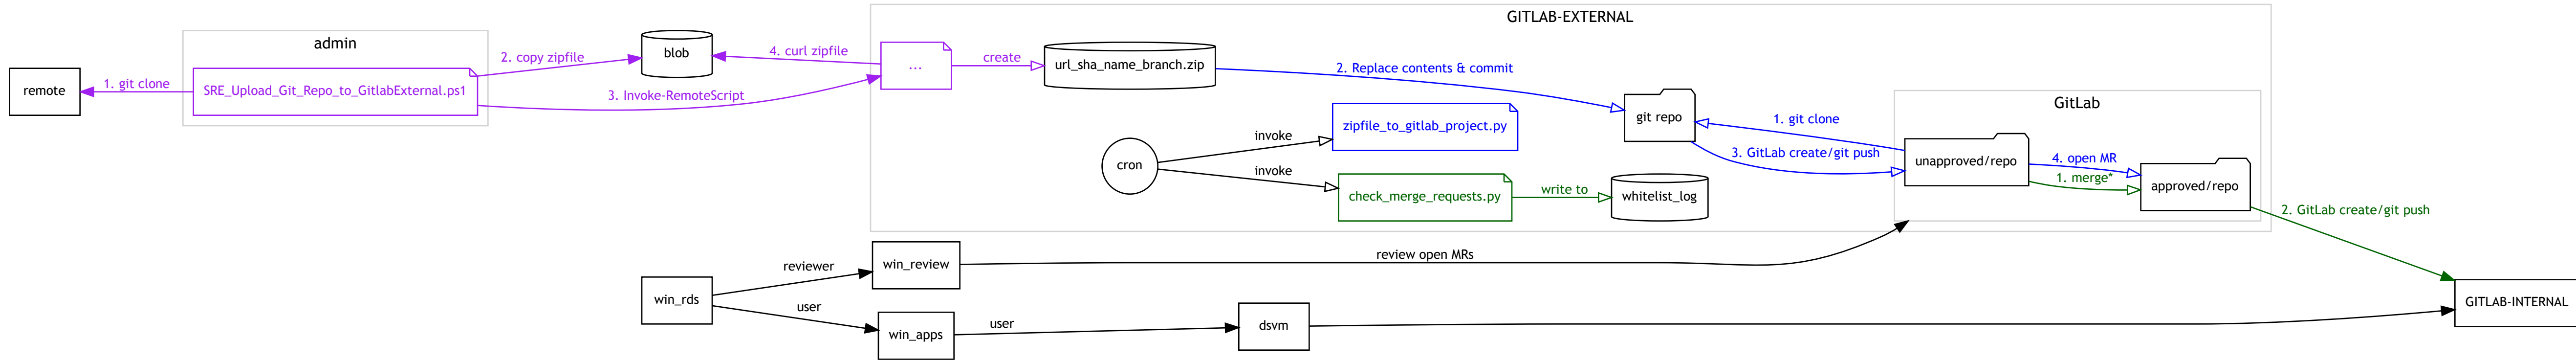 GITLAB-EXTERNAL
admin
blob
4. curl zipfile
2. copy zipfile
create
...
url_sha_name_branch.zip
2. Replace contents & commit
remote
1. git clone
SRE_Upload_Git_Repo_to_GitlabExternal.ps1
3. Invoke-RemoteScript
GitLab
git repo
1. git clone
zipfile_to_gitlab_project.py
invoke
cron
invoke
3. GitLab create/git push
unapproved/repo
4. open MR
1. merge*
approved/repo
check_merge_requests.py
write to
whitelist_log
2. GitLab create/git push
win_rds
reviewer
win_review
review open MRs
user
win_apps
user
dsvm
GITLAB-INTERNAL